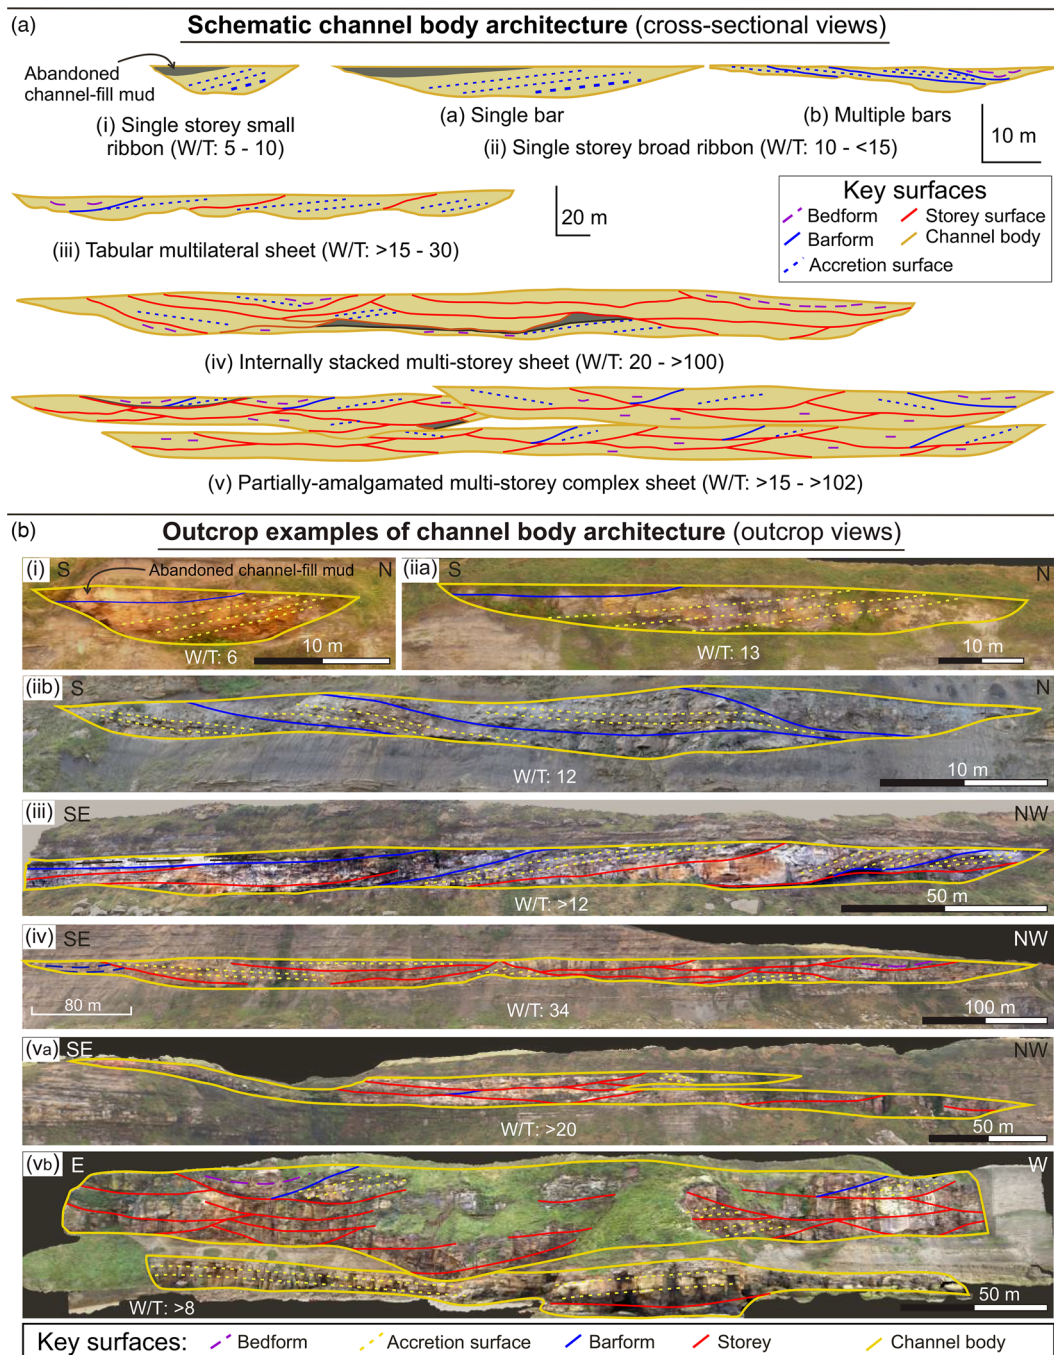 (a)
Schematic channel body architecture (cross-sectional views)
Abandoned
channel-fill mud
(i) Single storey small
ribbon (W/T: 5 - 10)
(a) Single bar
(b) Multiple bars
(ii) Single storey broad ribbon (W/T: 10 - <15)
10 m
20 m
(iii) Tabular multilateral sheet (W/T: >15 - 30)
Key surfaces
Bedform
Storey surface
Barform
Channel body
Accretion surface
(iv) Internally stacked multi-storey sheet (W/T: 20 - >100)
(v) Partially-amalgamated multi-storey complex sheet (W/T: >15 - >102)
(b)
Outcrop examples of channel body architecture (outcrop views)
(i) S
Abandoned channel-fill mud
N
10 m
W/T: 6
(iia) S
N
10 m
W/T: 13
(iib) S
N
10 m
W/T: 12
(iii) SE
NW
50 m
W/T: >12
(iv) SE
NW
80 m
W/T: 34
100 m
(va) SE
NW
50 m
W/T: >20
(vb) E
W
50 m
W/T: >8
Key surfaces:
Bedform
Accretion surface
Barform
Storey
Channel body